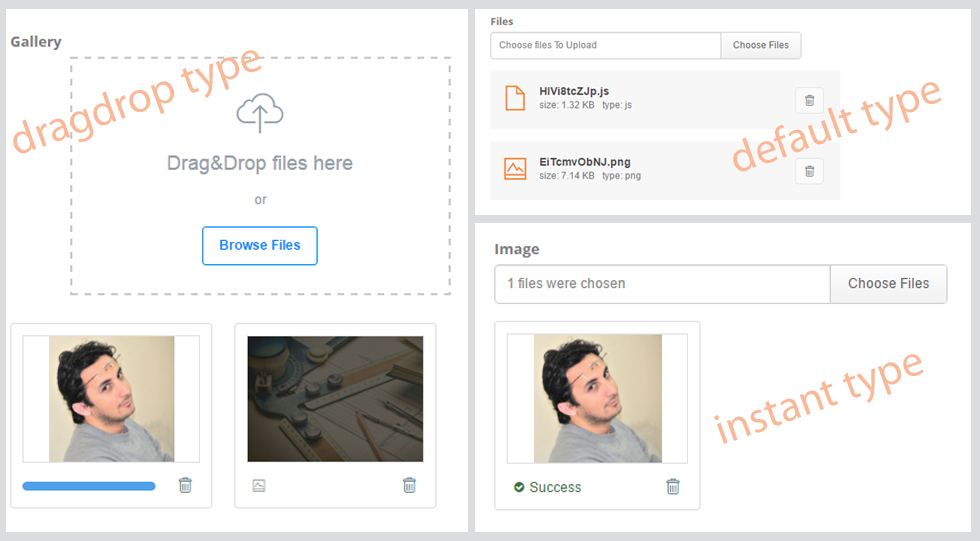 Gallery
dragdrop type
Drag&Drop files here
or
Browse Files
Files
Choose files To Upload
Choose Files
HlVi8tcZJp.js
size: 1.32 KB type: js
default type
EiTcmvObNJ.png
size: 7.14 KB type: png
Image
1 files were chosen
Choose Files
instant type
Success